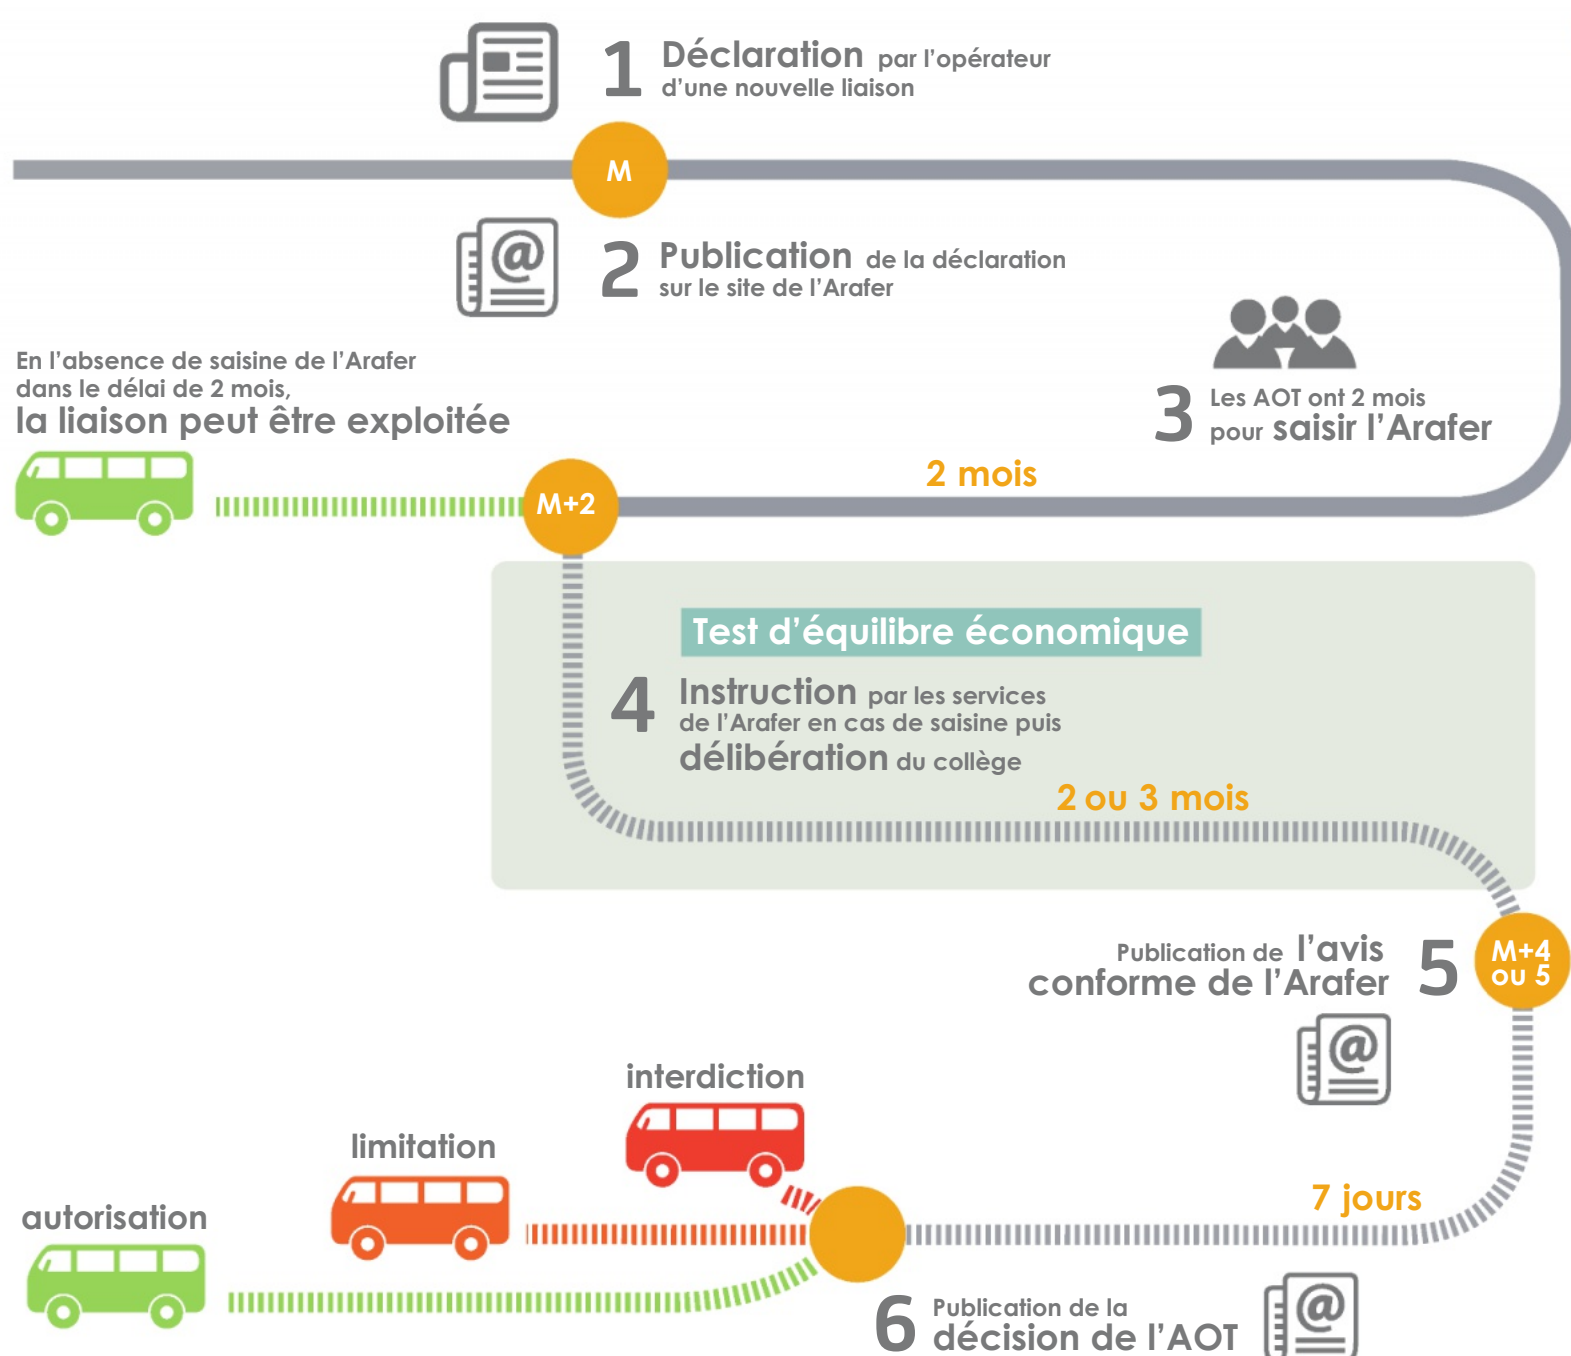 1 Déclaration par l'opérateur
d'une nouvelle liaison
M
2 Publication de la déclaration
sur le site de l'Arafer
3 Les AOT ont 2 mois
pour saisir l'Arafer
En l'absence de saisine de l'Arafer
dans le délai de 2 mois,
la liaison peut être exploitée
2 mois
M+2
Test d'équilibre économique
4 Instruction par les services
de l'Arafer en cas de saisine puis
délibération du collège
2 ou 3 mois
Publication de l'avis
conforme de l'Arafer
5
M+4
ou 5
interdiction
limitation
autorisation
7 jours
6 Publication de la
décision de l'AOT